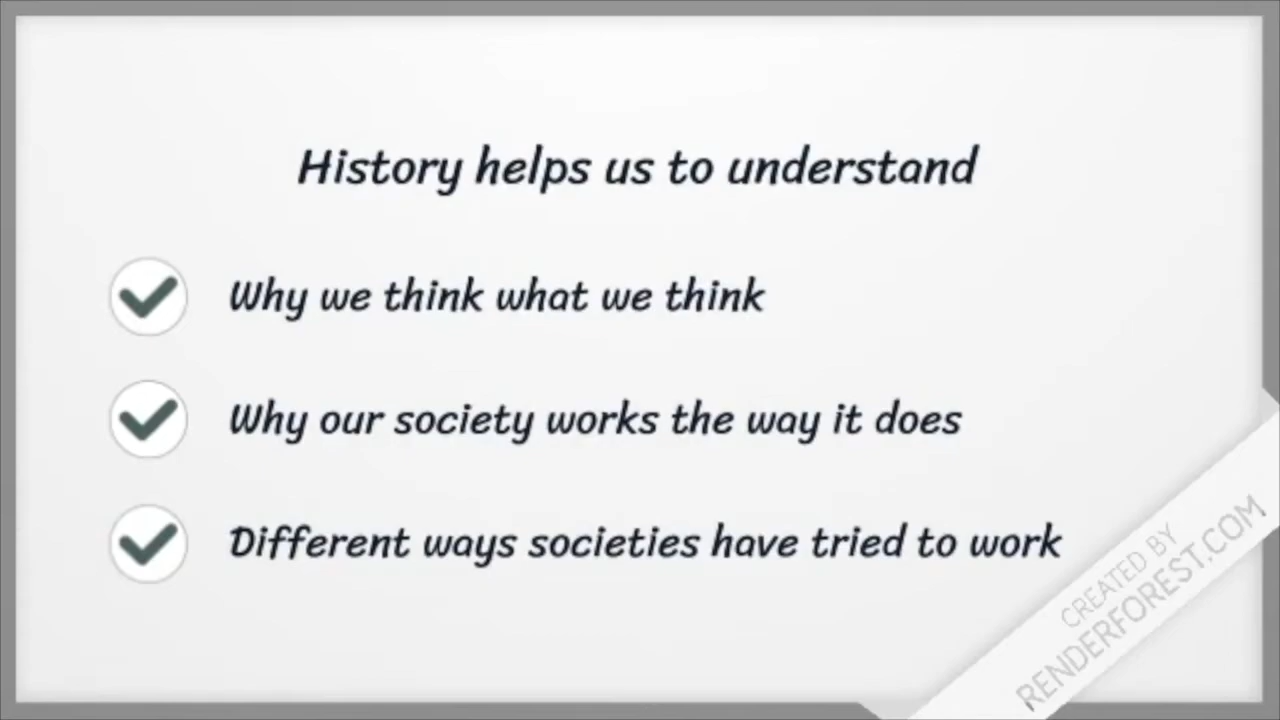 History helps us to understand
Why we think what we think
Why our society works the way it does
Different ways societies have tried to work
CREATED BY
RENDERFOREST.COM